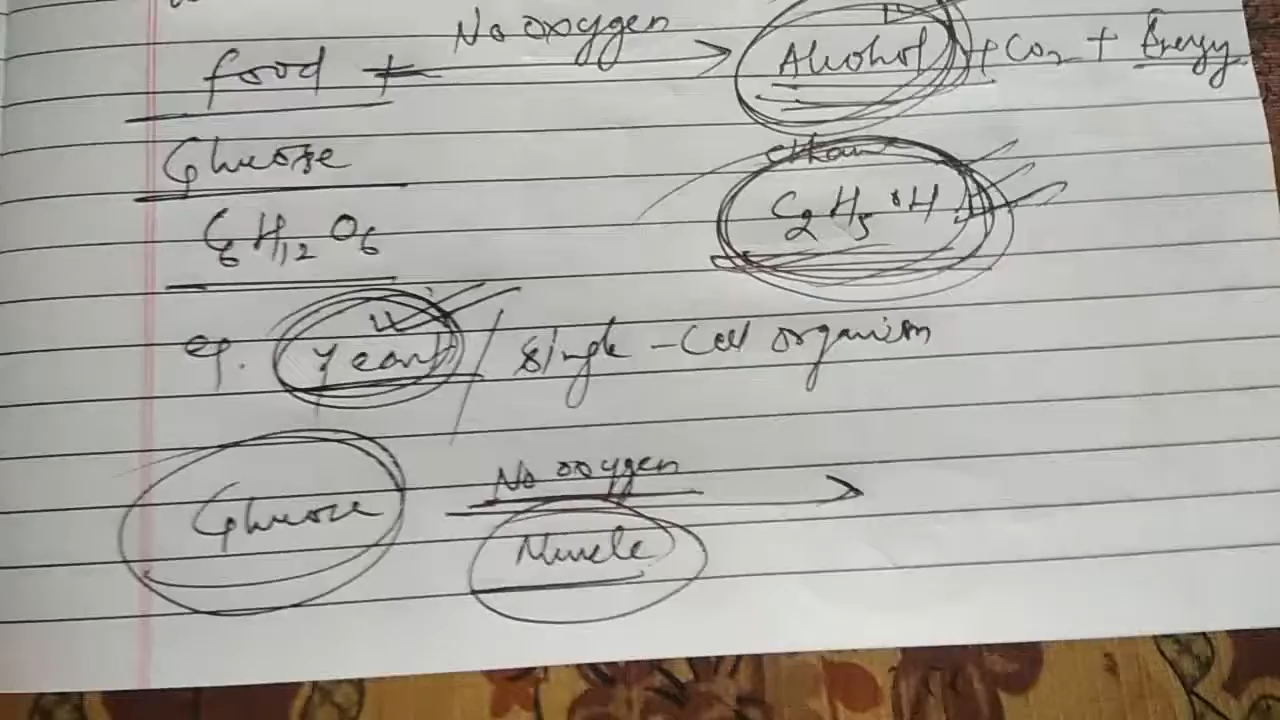 No oxygen
food + → Alcohol + CO2 + Energy
Glucose
C6H12O6
C2H5OH
eg. Yeast / single-cell organism
No oxygen
Glucose →
Muscle